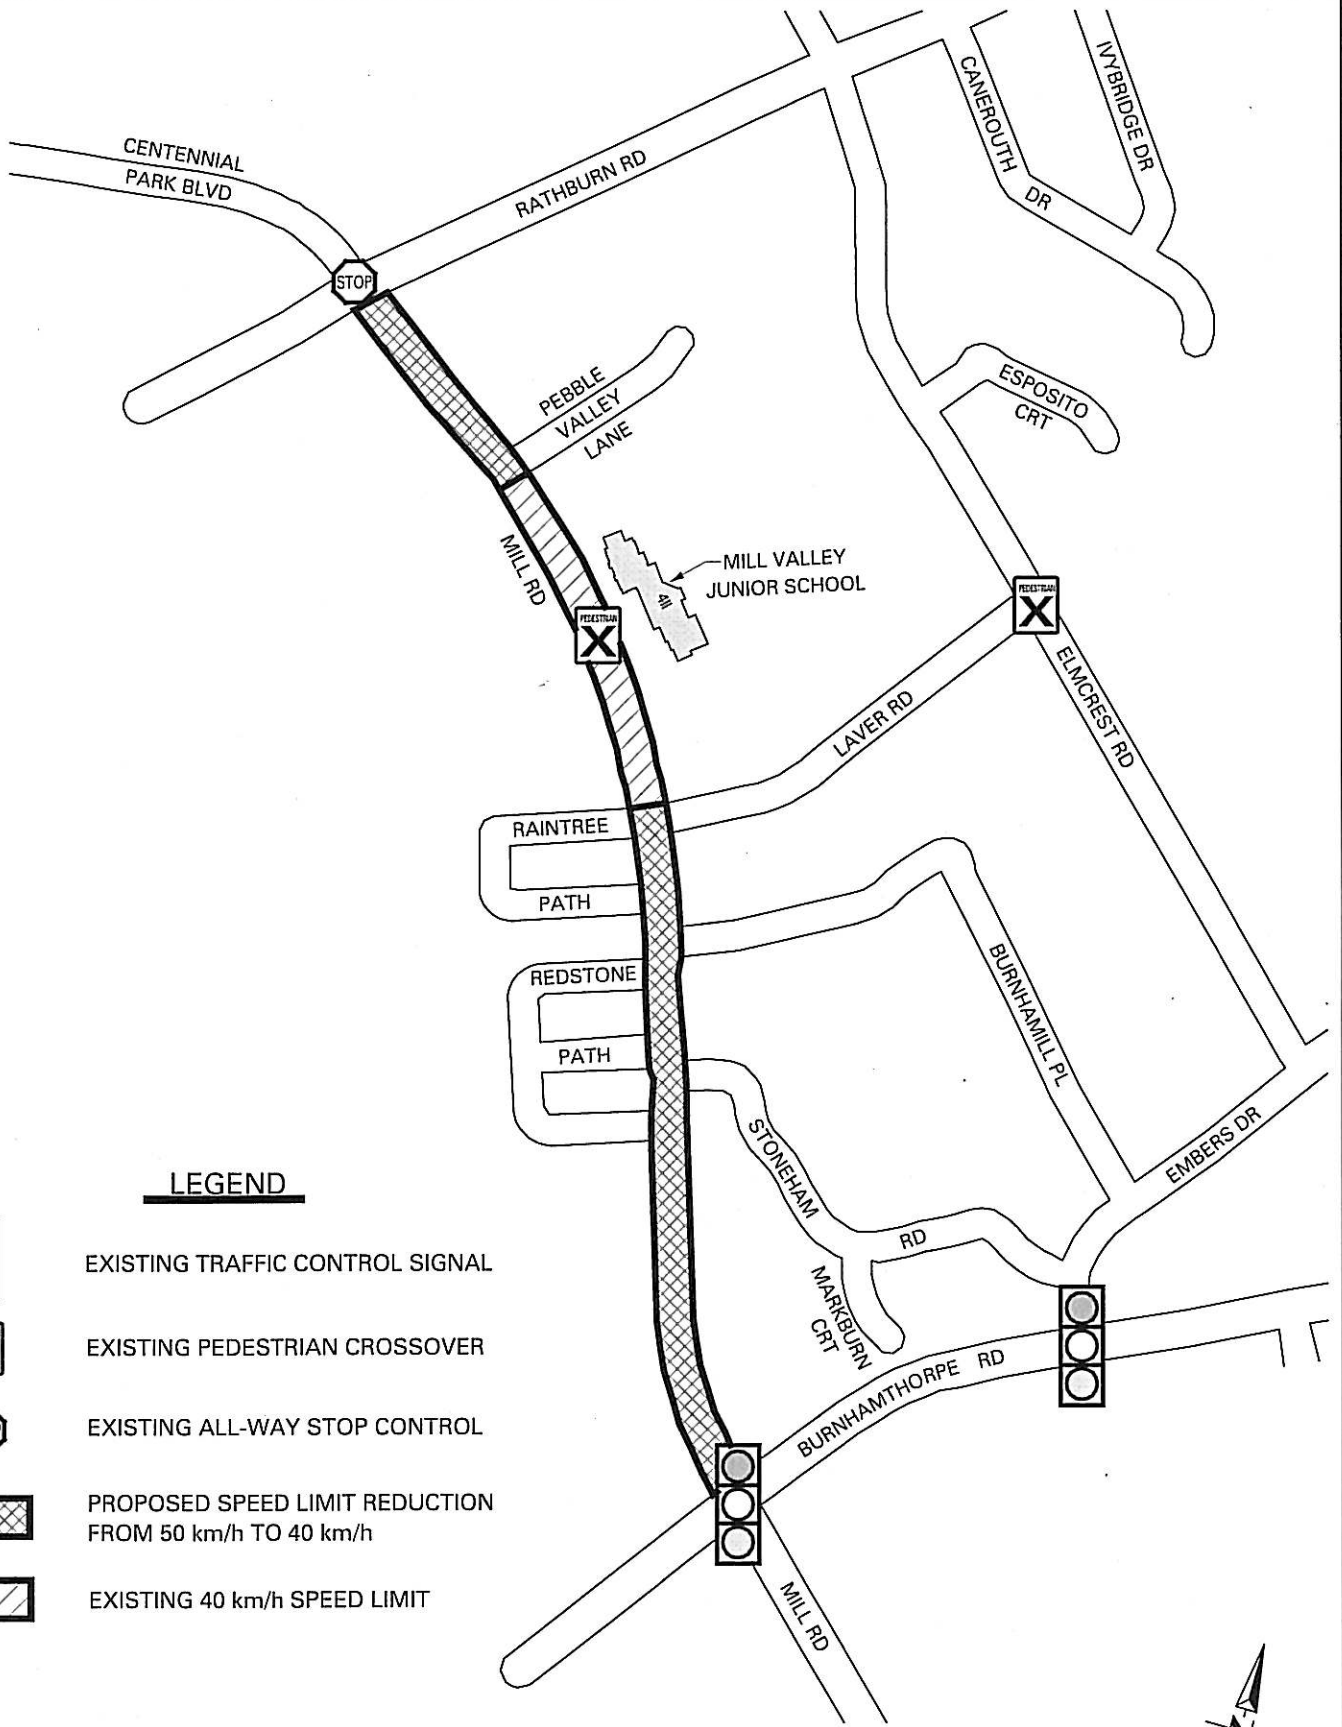 IVYBRIDGE DR
CANEROUTH
DR
CENTENNIAL
PARK BLVD
RATHBURN RD
STOP
PEBBLE
VALLEY
LANE
ESPOSITO
CRT
MILL RD
MILL VALLEY
JUNIOR SCHOOL
411
PEDESTRIAN
X
PEDESTRIAN
X
ELMCREST RD
LAVER RD
RAINTREE
PATH
REDSTONE
PATH
BURNHAMILL PL
STONEHAM
RD
EMBERS DR
MARKBURN
CRT
BURNHAMTHORPE RD
MILL RD
LEGEND
EXISTING TRAFFIC CONTROL SIGNAL
EXISTING PEDESTRIAN CROSSOVER
EXISTING ALL-WAY STOP CONTROL
PROPOSED SPEED LIMIT REDUCTION
FROM 50 km/h TO 40 km/h
EXISTING 40 km/h SPEED LIMIT